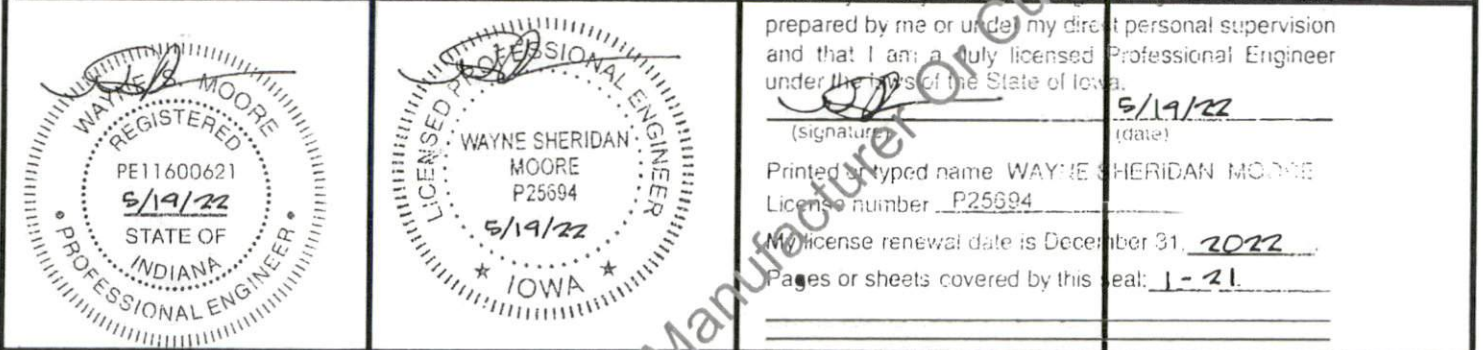 WAYNE S. MOORE
REGISTERED
PE11600621
5/19/22
STATE OF
INDIANA
PROFESSIONAL ENGINEER
LICENSED PROFESSIONAL ENGINEER
WAYNE SHERIDAN
MOORE
P25694
5/19/22
IOWA
prepared by me or under my direct personal supervision
and that I am a duly licensed Professional Engineer
under the laws of the State of Iowa.
5/19/22
(signature) (date)
Printed or typed name WAYNE SHERIDAN MOORE
License number P25694
My license renewal date is December 31, 2022.
Pages or sheets covered by this seal: 1-21.
Manufacturer Or